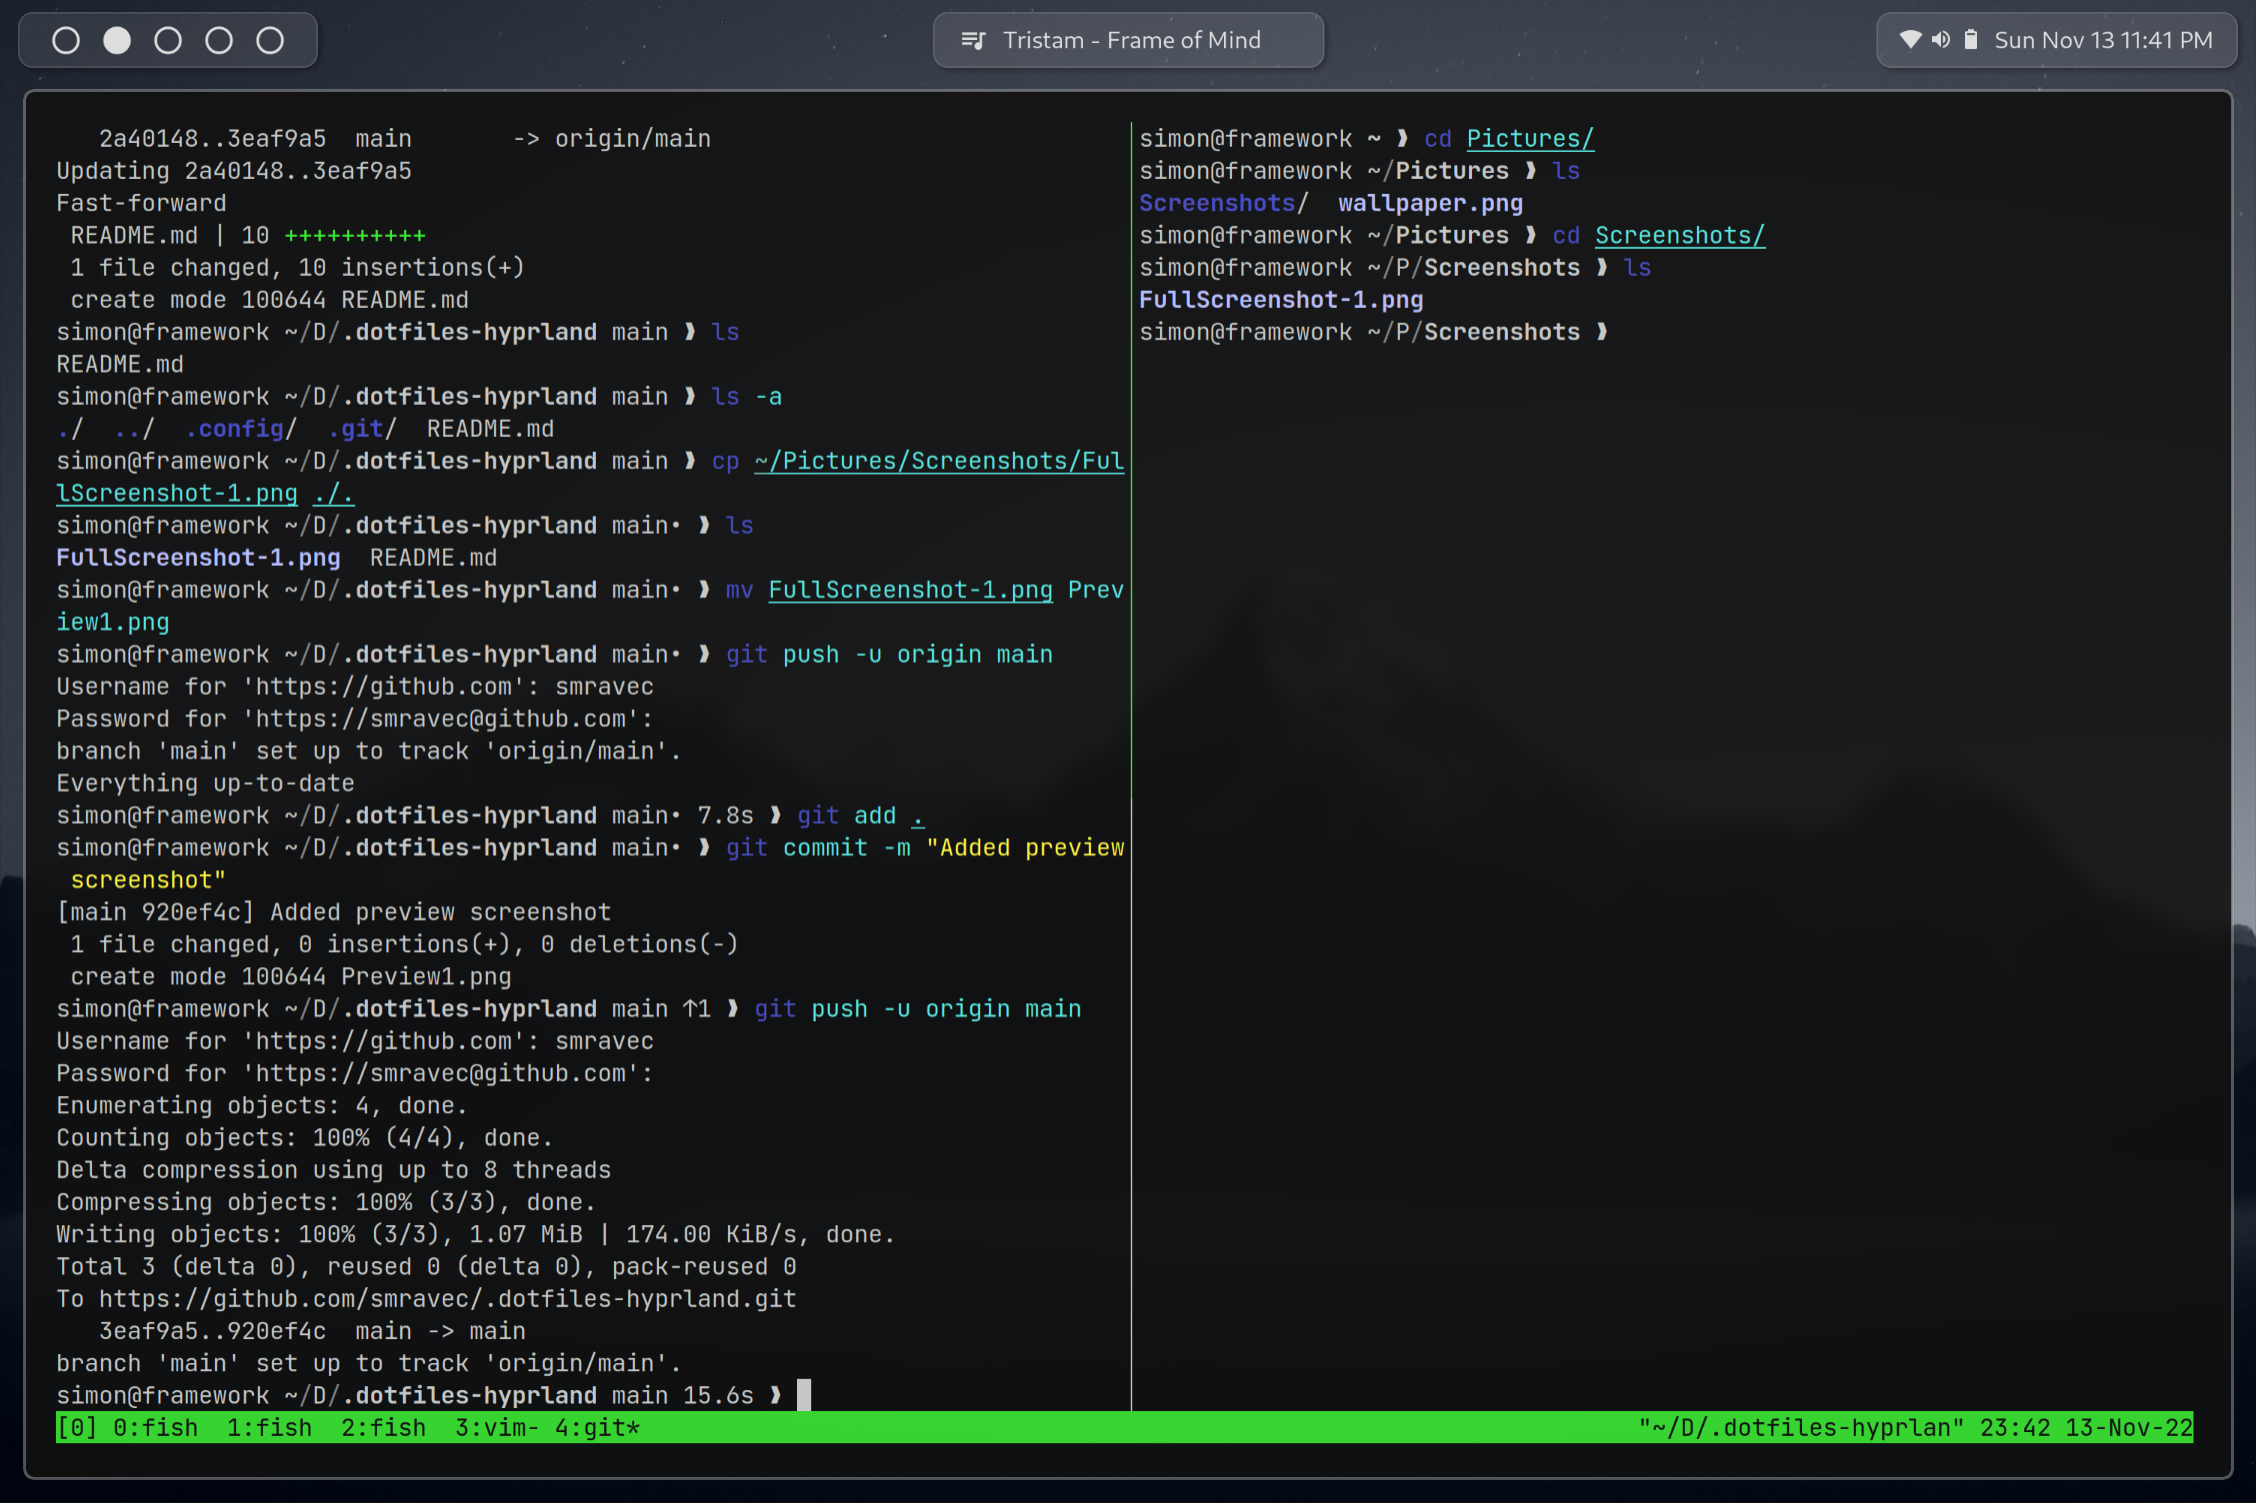 Tristam - Frame of Mind
Sun Nov 13 11:41 PM
2a40148..3eaf9a5  main       -> origin/main
Updating 2a40148..3eaf9a5
Fast-forward
README.md | 10 ++++++++++
1 file changed, 10 insertions(+)
create mode 100644 README.md
simon@framework ~/D/.dotfiles-hyprland main ❱ ls
README.md
simon@framework ~/D/.dotfiles-hyprland main ❱ ls -a
./  ../  .config/  .git/  README.md
simon@framework ~/D/.dotfiles-hyprland main ❱ cp ~/Pictures/Screenshots/Ful
lScreenshot-1.png ./.
simon@framework ~/D/.dotfiles-hyprland main• ❱ ls
FullScreenshot-1.png  README.md
simon@framework ~/D/.dotfiles-hyprland main• ❱ mv FullScreenshot-1.png Prev
iew1.png
simon@framework ~/D/.dotfiles-hyprland main• ❱ git push -u origin main
Username for 'https://github.com': smravec
Password for 'https://smravec@github.com':
branch 'main' set up to track 'origin/main'.
Everything up-to-date
simon@framework ~/D/.dotfiles-hyprland main• 7.8s ❱ git add .
simon@framework ~/D/.dotfiles-hyprland main• ❱ git commit -m "Added preview
screenshot"
[main 920ef4c] Added preview screenshot
1 file changed, 0 insertions(+), 0 deletions(-)
create mode 100644 Preview1.png
simon@framework ~/D/.dotfiles-hyprland main ↑1 ❱ git push -u origin main
Username for 'https://github.com': smravec
Password for 'https://smravec@github.com':
Enumerating objects: 4, done.
Counting objects: 100% (4/4), done.
Delta compression using up to 8 threads
Compressing objects: 100% (3/3), done.
Writing objects: 100% (3/3), 1.07 MiB | 174.00 KiB/s, done.
Total 3 (delta 0), reused 0 (delta 0), pack-reused 0
To https://github.com/smravec/.dotfiles-hyprland.git
3eaf9a5..920ef4c  main -> main
branch 'main' set up to track 'origin/main'.
simon@framework ~/D/.dotfiles-hyprland main 15.6s ❱
simon@framework ~ ❱ cd Pictures/
simon@framework ~/Pictures ❱ ls
Screenshots/  wallpaper.png
simon@framework ~/Pictures ❱ cd Screenshots/
simon@framework ~/P/Screenshots ❱ ls
FullScreenshot-1.png
simon@framework ~/P/Screenshots ❱
[0] 0:fish  1:fish  2:fish  3:vim- 4:git*
"~/D/.dotfiles-hyprlan" 23:42 13-Nov-22